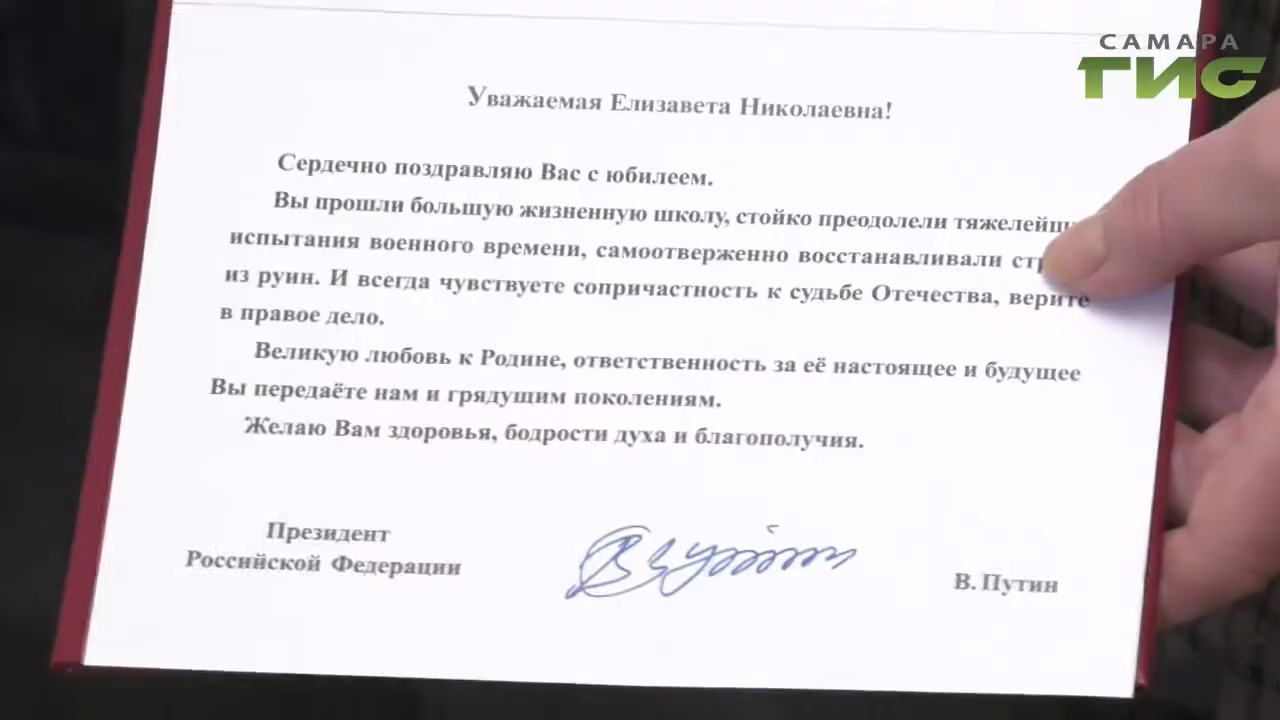 САМАРА
ГИС
Уважаемая Елизавета Николаевна!
Сердечно поздравляю Вас с юбилеем.
Вы прошли большую жизненную школу, стойко преодолели
испытания военного времени, самоотверженно восстанавливали
из руин. И всегда чувствуете сопричастность к судьбе Отечества, верите
в правое дело.
Великую любовь к Родине, ответственность за её настоящее и будущее
Вы передаёте нам и грядущим поколениям.
Желаю Вам здоровья, бодрости духа и благополучия.
Президент
Российской Федерации
В. Путин